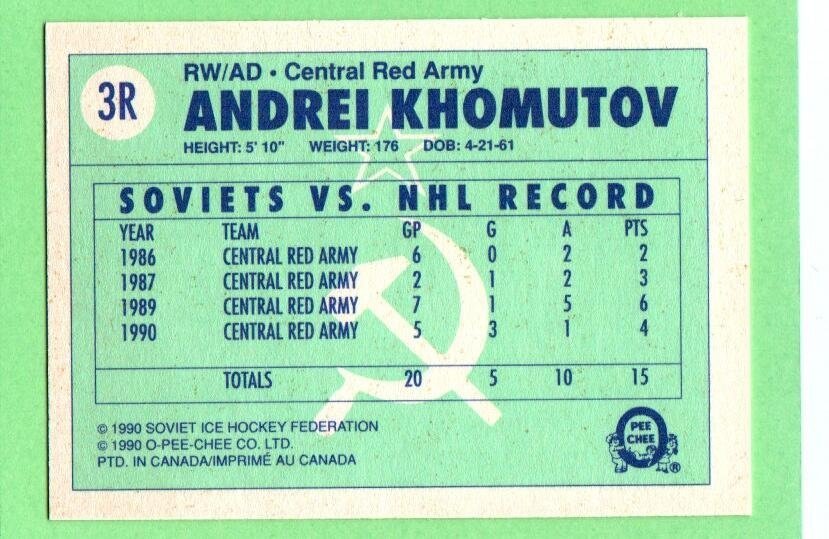 3R
RW/AD • Central Red Army
ANDREI KHOMUTOV
HEIGHT: 5' 10" WEIGHT: 176 DOB: 4-21-61
SOVIETS VS. NHL RECORD
YEAR TEAM GP G A PTS
1986 CENTRAL RED ARMY 6 0 2 2
1987 CENTRAL RED ARMY 2 1 2 3
1989 CENTRAL RED ARMY 7 1 5 6
1990 CENTRAL RED ARMY 5 3 1 4
TOTALS 20 5 10 15
© 1990 SOVIET ICE HOCKEY FEDERATION
© 1990 O-PEE-CHEE CO. LTD.
PTD. IN CANADA/IMPRIMÉ AU CANADA
O
PEE
CHEE
®